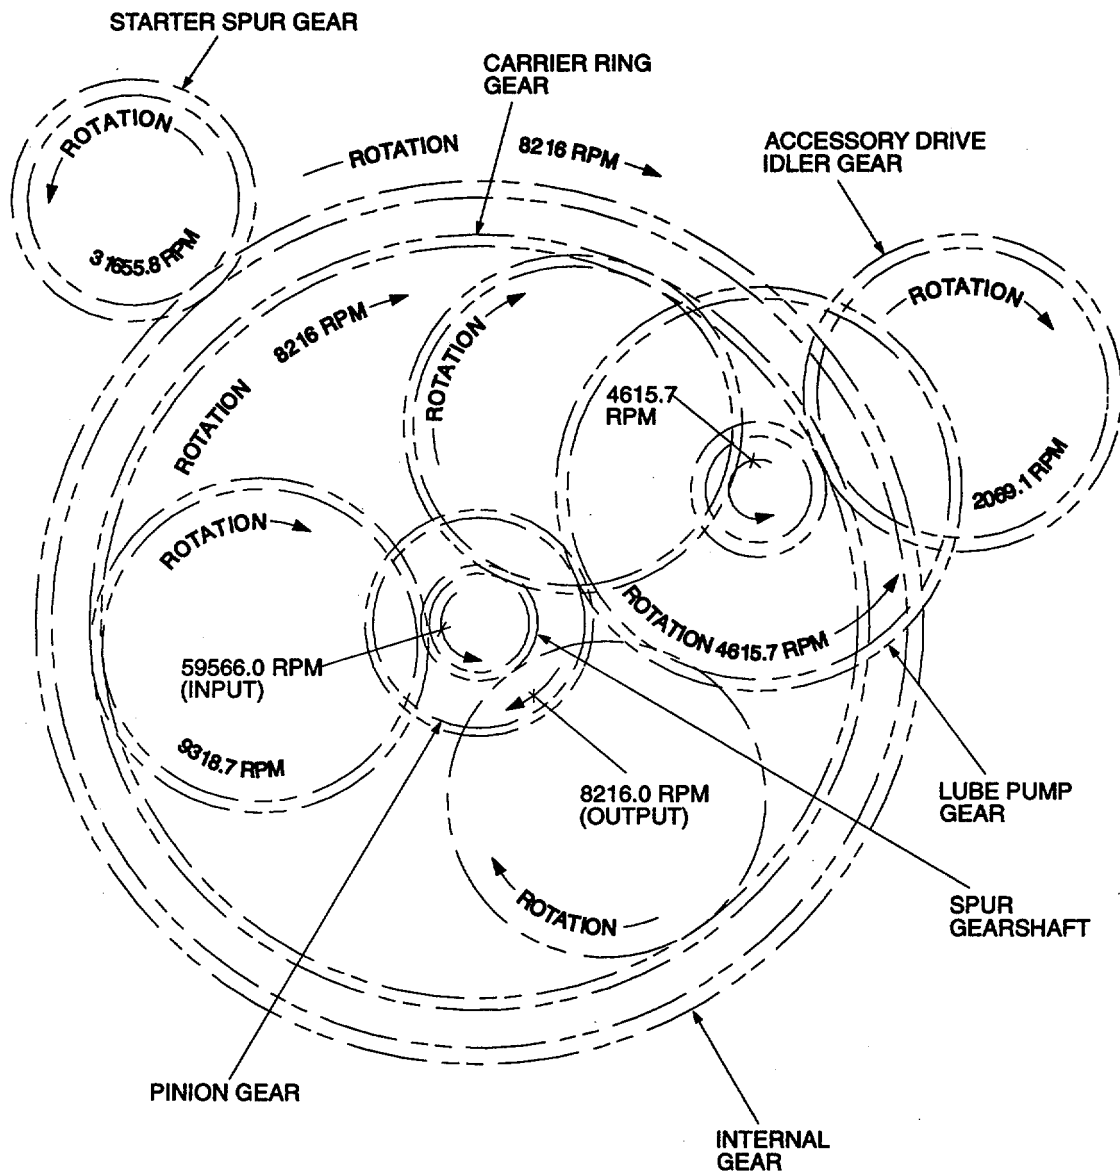 STARTER SPUR GEAR
CARRIER RING
GEAR
ROTATION
8216 RPM
ACCESSORY DRIVE
IDLER GEAR
ROTATION
31655.8 RPM
ROTATION
2069.1 RPM
ROTATION
8216 RPM
ROTATION
4615.7
RPM
ROTATION
9318.7 RPM
59566.0 RPM
(INPUT)
ROTATION 4615.7 RPM
8216.0 RPM
(OUTPUT)
LUBE PUMP
GEAR
ROTATION
SPUR
GEARSHAFT
PINION GEAR
INTERNAL
GEAR